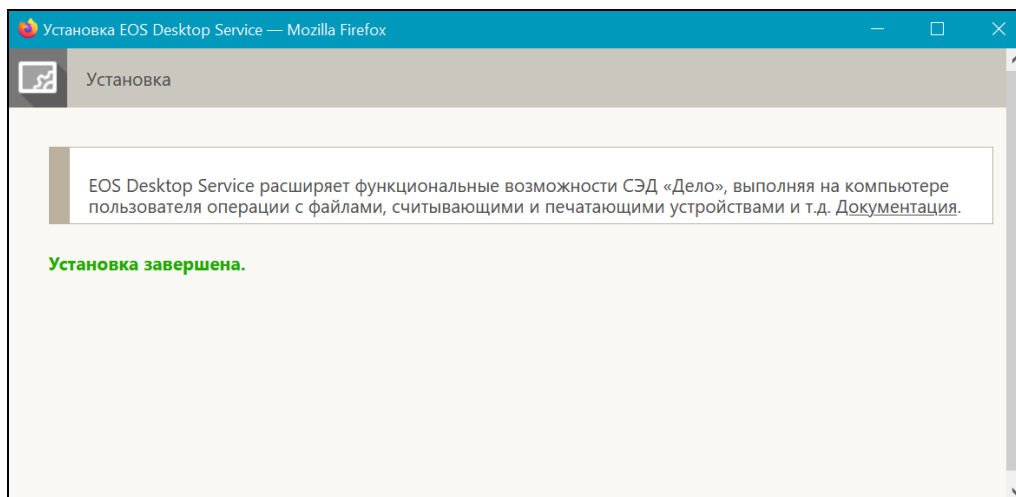 Установка EOS Desktop Service — Mozilla Firefox
Установка
EOS Desktop Service расширяет функциональные возможности СЭД «Дело», выполняя на компьютере
пользователя операции с файлами, считывающими и печатающими устройствами и т.д. Документация.
Установка завершена.